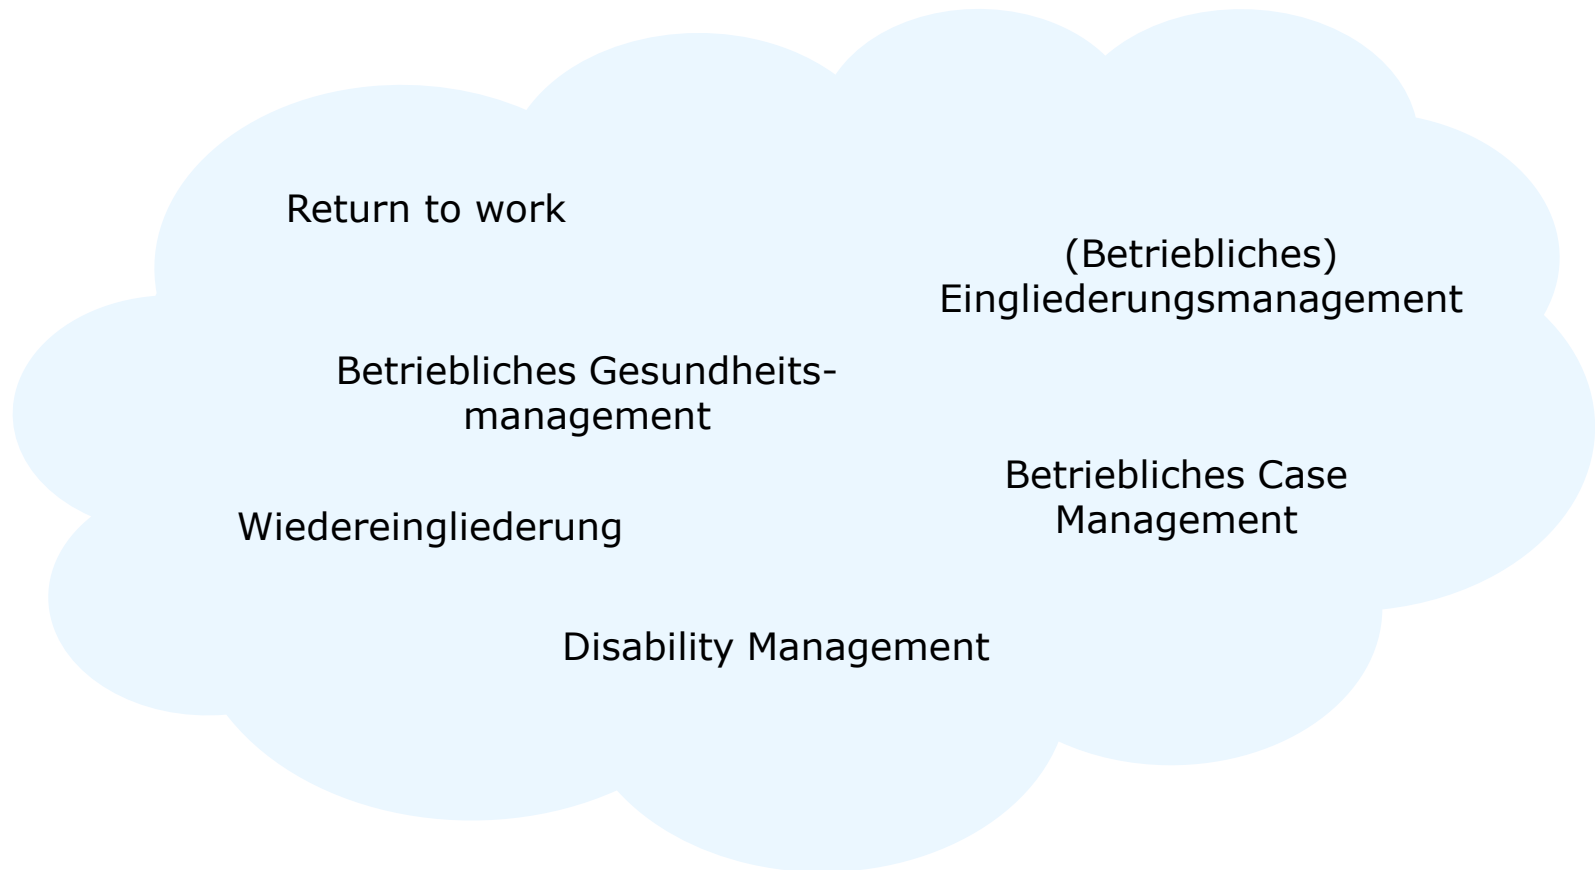 Return to work
(Betriebliches)
Eingliederungsmanagement
Betriebliches Gesundheits-
management
Betriebliches Case
Management
Wiedereingliederung
Disability Management